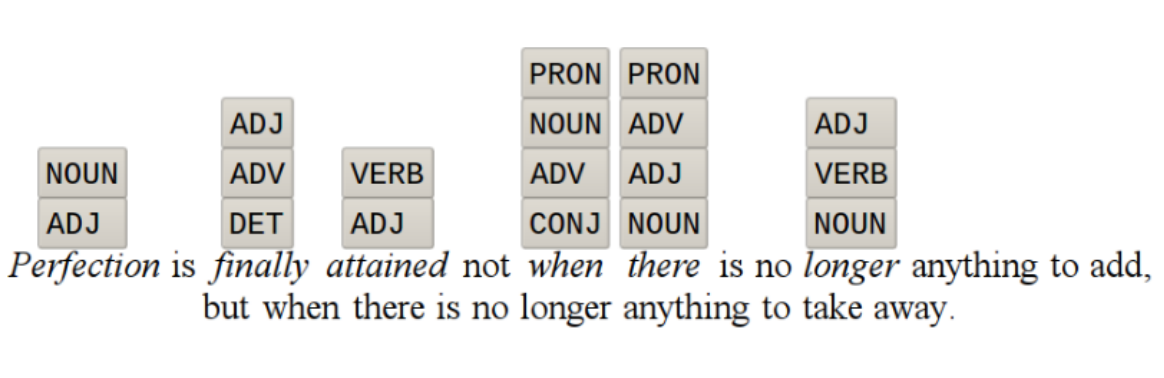 PRON PRON
ADJ NOUN ADV ADJ
NOUN ADV VERB ADV ADJ VERB
ADJ DET ADJ CONJ NOUN NOUN
Perfection is finally attained not when there is no longer anything to add,
but when there is no longer anything to take away.